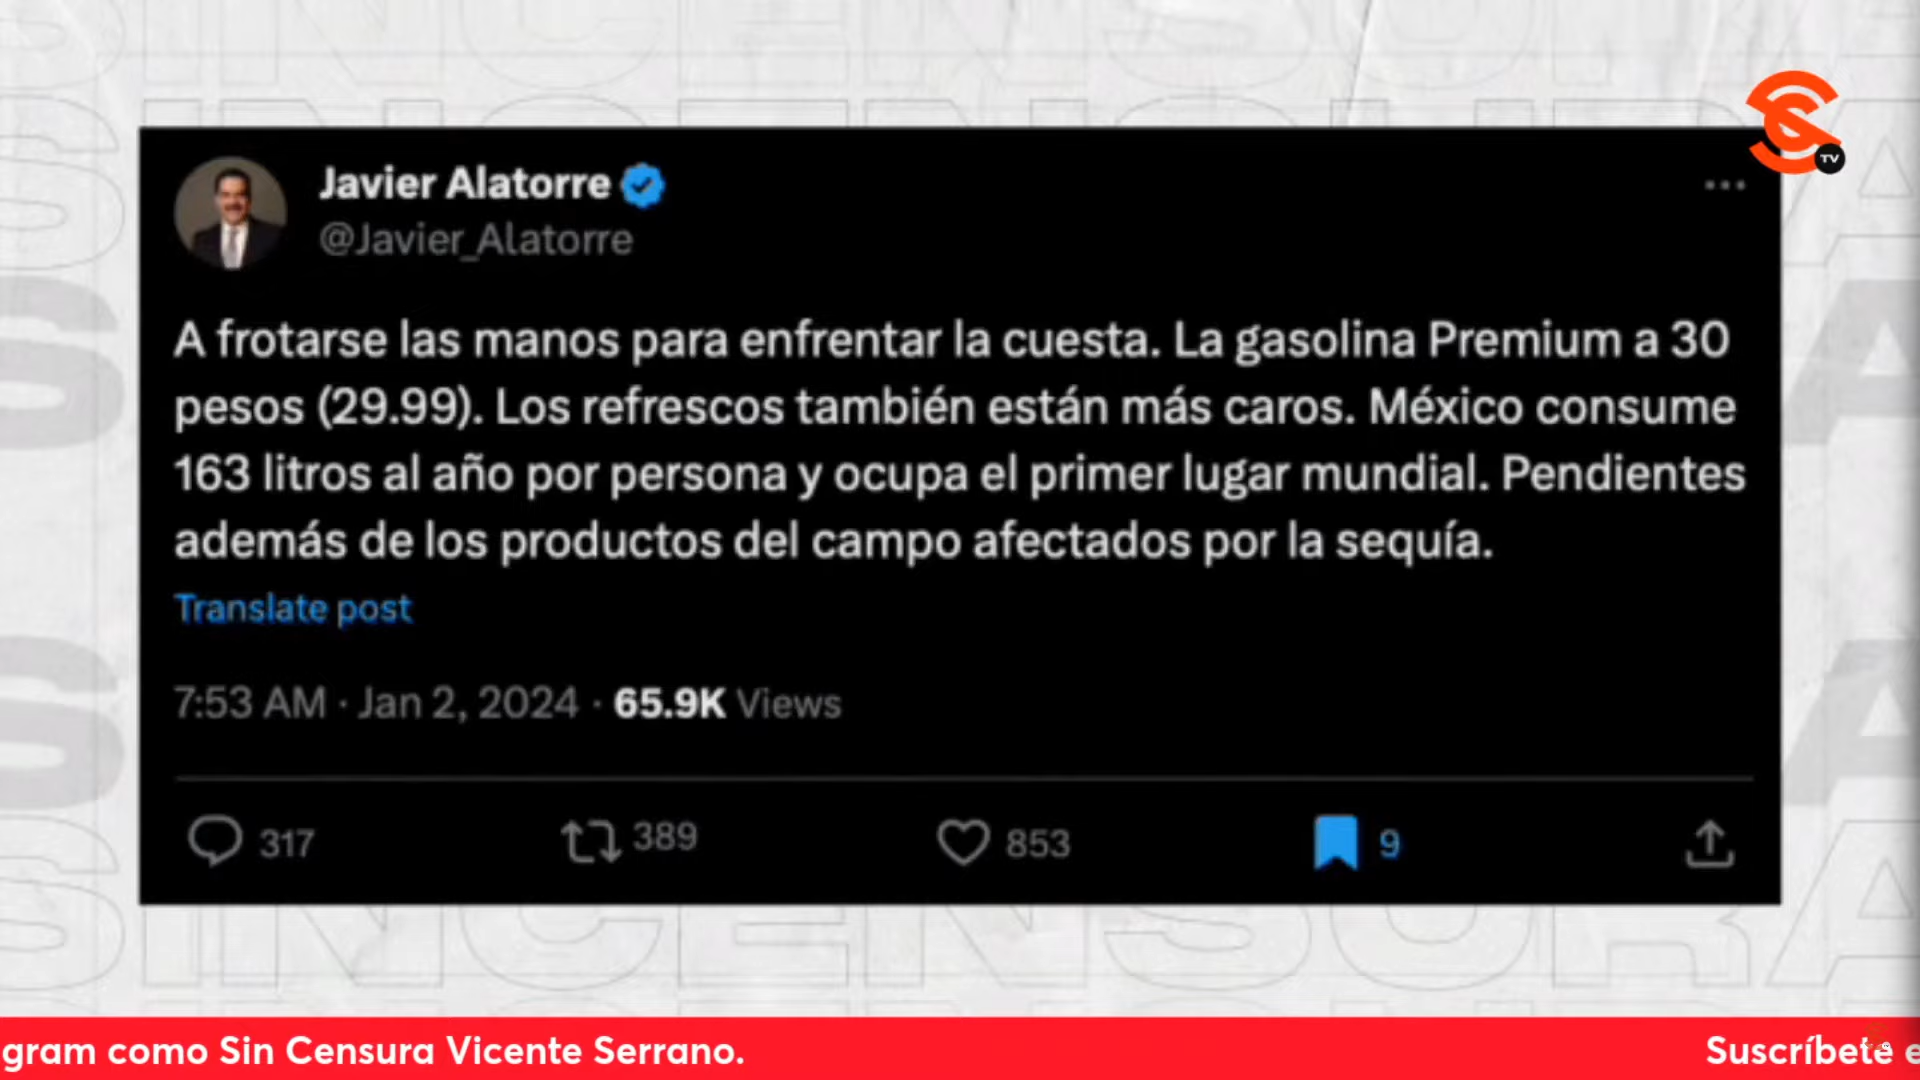 SINCENSURA
SINCENSURA
TV
Javier Alatorre
@Javier_Alatorre
A frotarse las manos para enfrentar la cuesta. La gasolina Premium a 30
pesos (29.99). Los refrescos también están más caros. México consume
163 litros al año por persona y ocupa el primer lugar mundial. Pendientes
además de los productos del campo afectados por la sequía.
Translate post
7:53 AM · Jan 2, 2024 · 65.9K Views
317 389 853 9
SINCENSURA
gram como Sin Censura Vicente Serrano. Suscríbete e